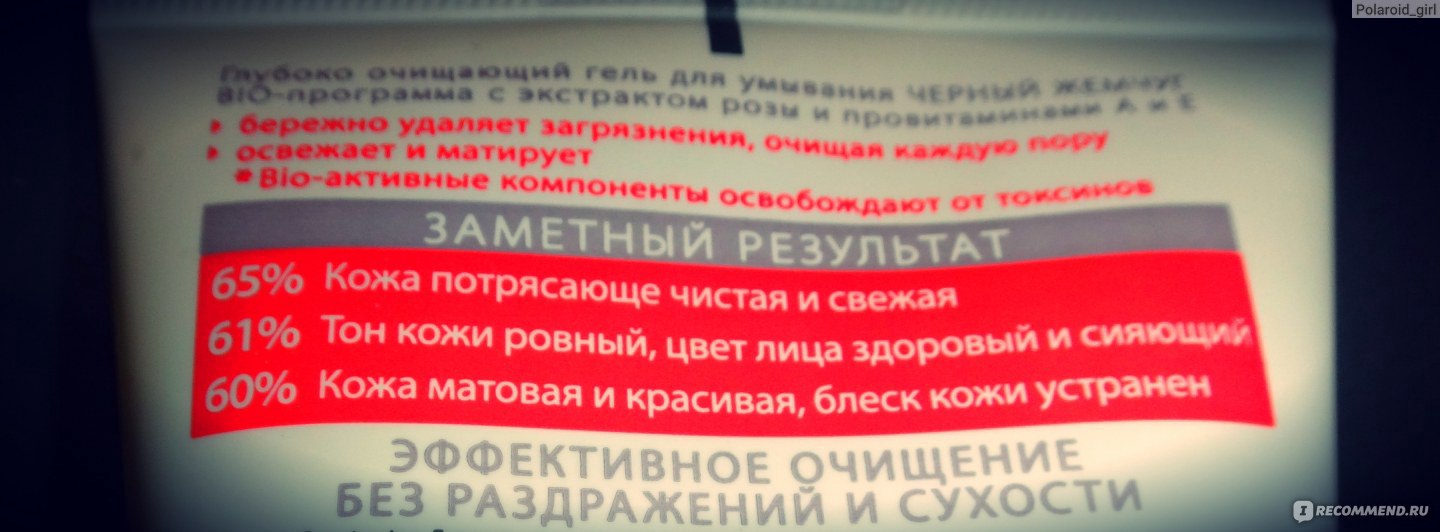 Polaroid_girl
Глубоко очищающий гель для умывания ЧЕРНЫЙ ЖЕМЧУГ
BIO-программа с экстрактом розы и провитаминами А и Е
бережно удаляет загрязнения, очищая каждую пору
освежает и матирует
* Bio-активные компоненты освобождают от токсинов
ЗАМЕТНЫЙ РЕЗУЛЬТАТ
65% Кожа потрясающе чистая и свежая
61% Тон кожи ровный, цвет лица здоровый и сияющий
60% Кожа матовая и красивая, блеск кожи устранен
ЭФФЕКТИВНОЕ ОЧИЩЕНИЕ
БЕЗ РАЗДРАЖЕНИЙ И СУХОСТИ
IRECOMMEND.RU